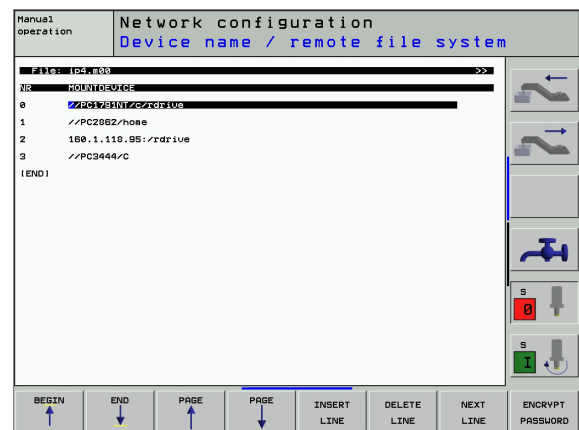 Manual
operation
Network configuration
Device name / remote file system
File: ip4.m00 >>
NR MOUNTDEVICE
0 //PC1791NT/c/rdrive
1 //PC2862/home
2 160.1.118.95:/rdrive
3 //PC3444/C
[END]
S
0
S
I
BEGIN
END
PAGE
PAGE
INSERT
LINE
DELETE
LINE
NEXT
LINE
ENCRYPT
PASSWORD